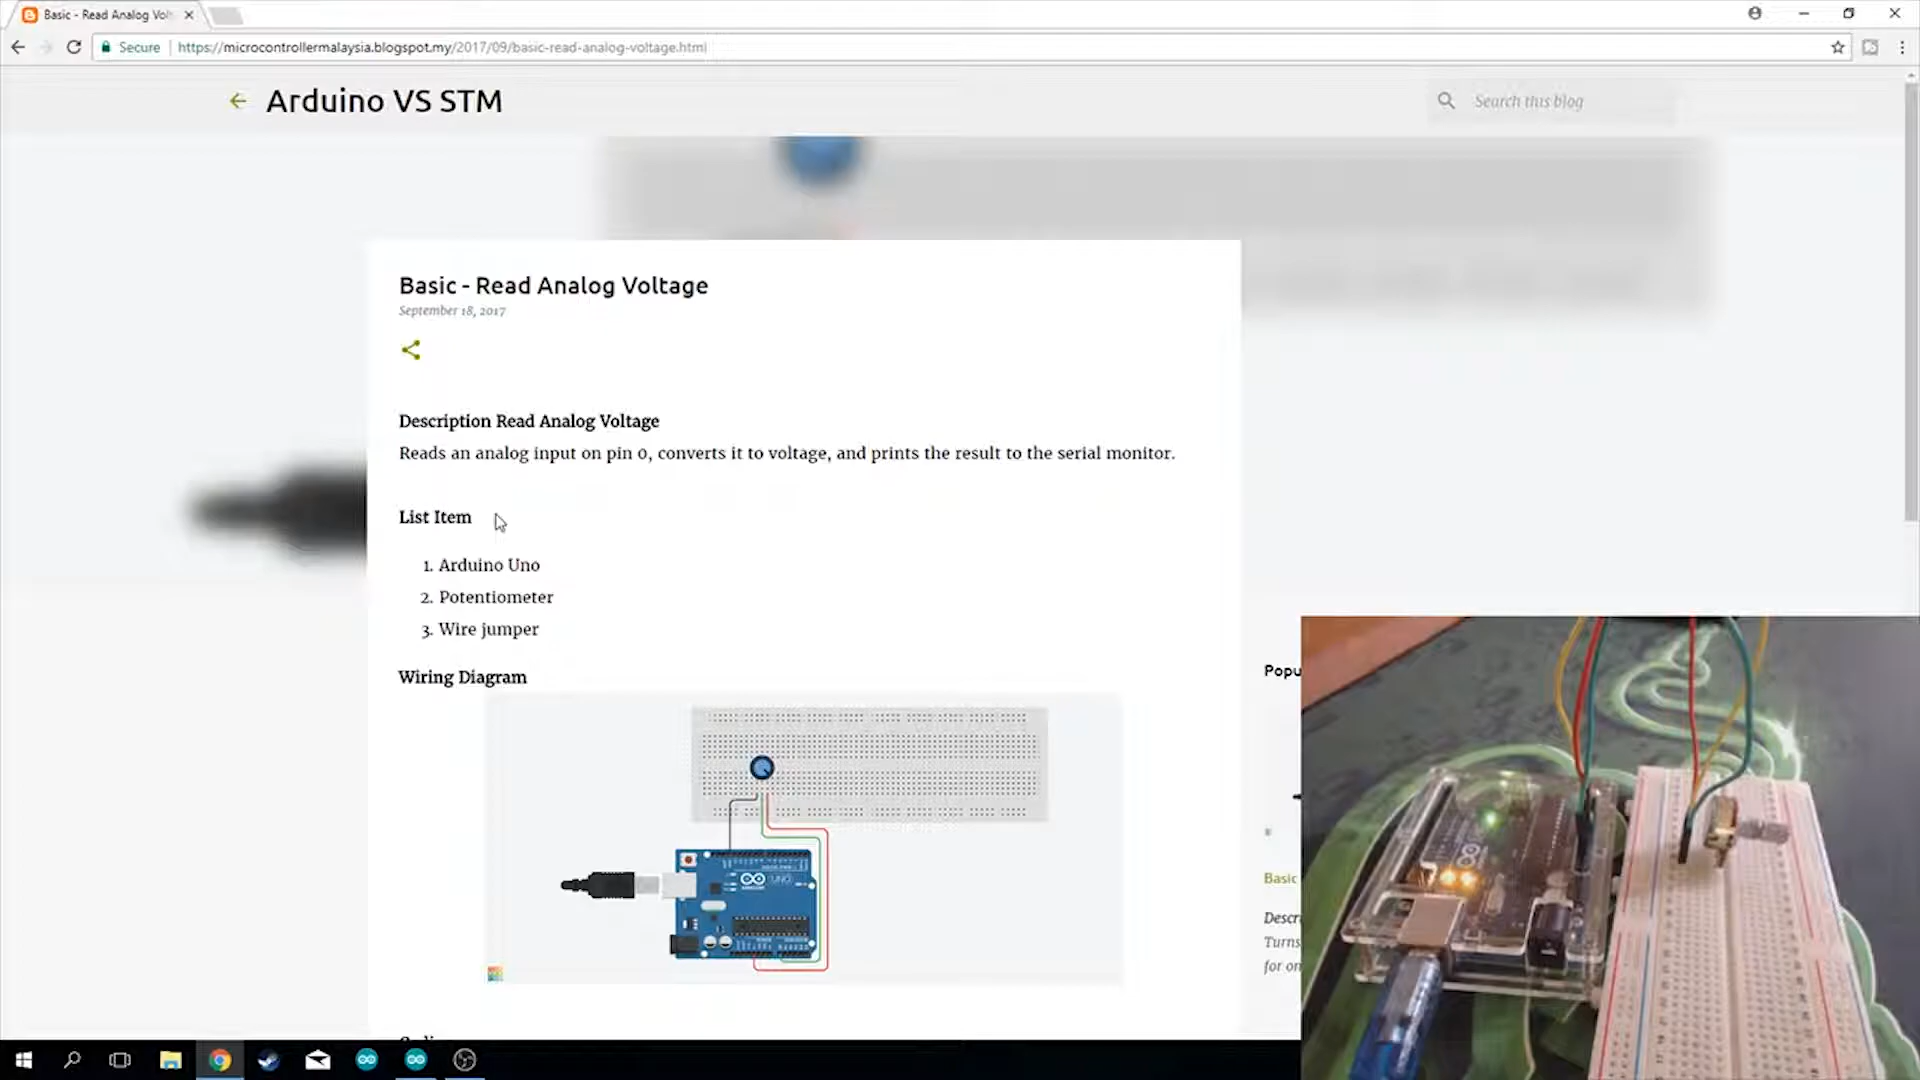 Basic - Read Analog Vol
Secure
https://microcontrollermalaysia.blogspot.my/2017/09/basic-read-analog-voltage.html
Arduino VS STM
Search this blog
Basic - Read Analog Voltage
September 18, 2017
Description Read Analog Voltage
Reads an analog input on pin 0, converts it to voltage, and prints the result to the serial monitor.
List Item
1. Arduino Uno
2. Potentiometer
3. Wire jumper
Wiring Diagram
UNO
Popu
Basic
Descr
Turns
for on